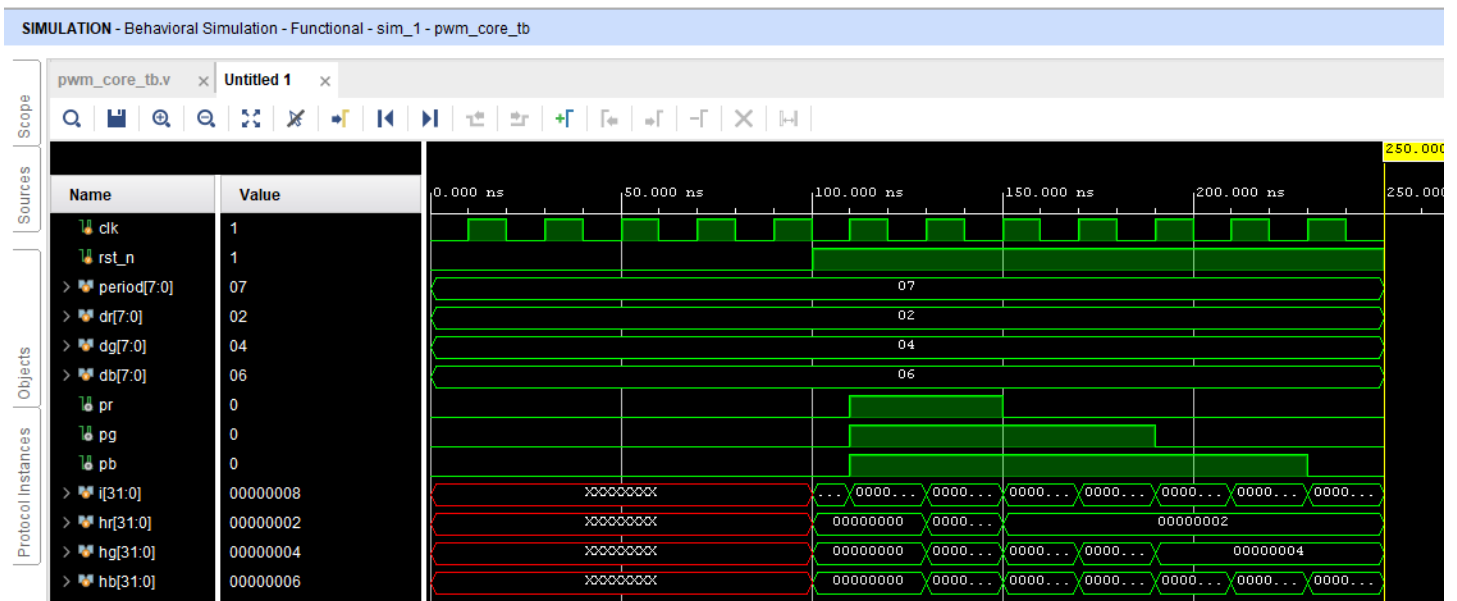 SIMULATION - Behavioral Simulation - Functional - sim_1 - pwm_core_tb
pwm_core_tb.v × Untitled 1 ×
Scope
Sources
Objects
Protocol Instances
250.000
Name Value 0.000 ns 50.000 ns 100.000 ns 150.000 ns 200.000 ns 250.000
clk 1
rst_n 1
period[7:0] 07 07
dr[7:0] 02 02
dg[7:0] 04 04
db[7:0] 06 06
pr 0
pg 0
pb 0
i[31:0] 00000008 XXXXXXXX ... 0000... 0000... 0000... 0000... 0000... 0000... 0000...
hr[31:0] 00000002 XXXXXXXX 00000000 0000... 00000002
hg[31:0] 00000004 XXXXXXXX 00000000 0000... 0000... 0000... 00000004
hb[31:0] 00000006 XXXXXXXX 00000000 0000... 0000... 0000... 0000... 0000... 0000...